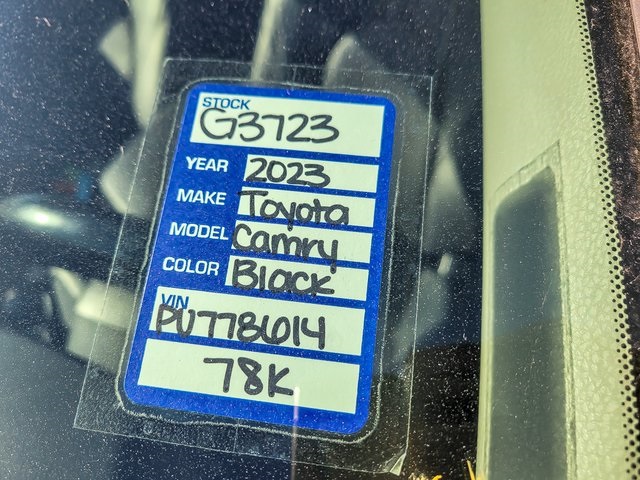 STOCK
G3723
YEAR 2023
MAKE Toyota
MODEL Camry
COLOR Black
VIN
PU778614
78K